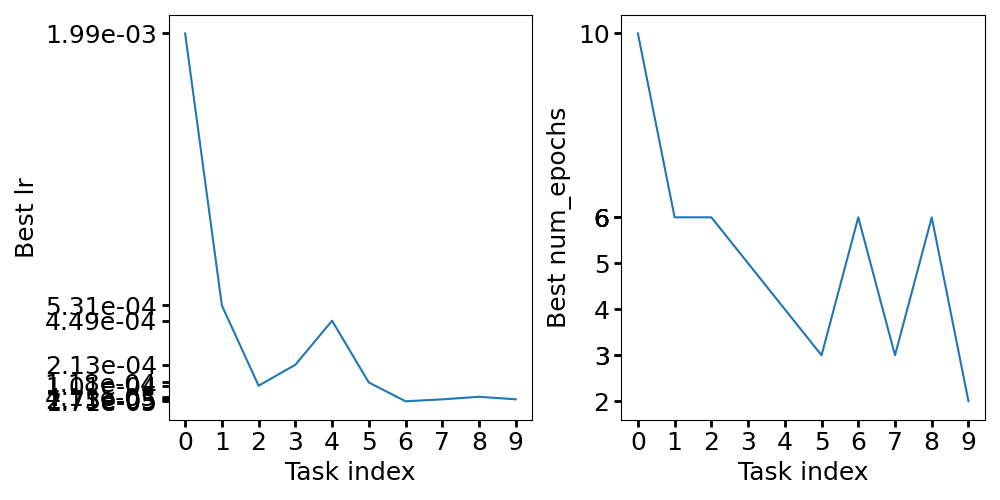 1.99e-03
5.31e-04
4.49e-04
2.13e-04
Best lr
0 1 2 3 4 5 6 7 8 9
Task index
10
6
5
4
3
2
Best num_epochs
0 1 2 3 4 5 6 7 8 9
Task index